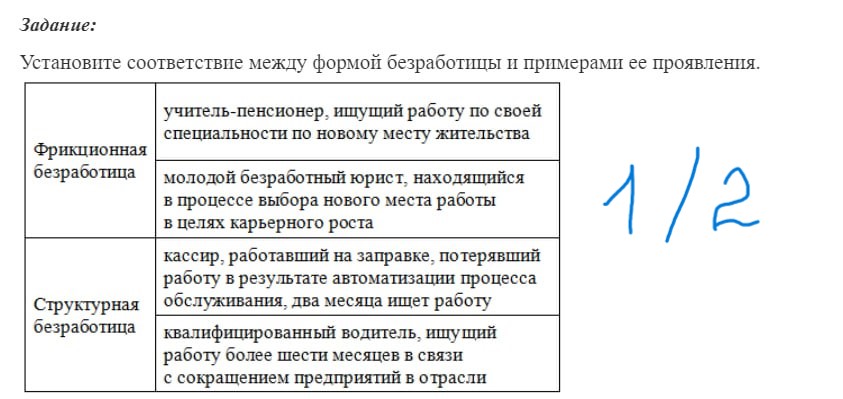 Задание:
Установите соответствие между формой безработицы и примерами ее проявления.
Фрикционная
безработица
учитель-пенсионер, ищущий работу по своей
специальности по новому месту жительства
молодой безработный юрист, находящийся
в процессе выбора нового места работы
в целях карьерного роста
Структурная
безработица
кассир, работавший на заправке, потерявший
работу в результате автоматизации процесса
обслуживания, два месяца ищет работу
квалифицированный водитель, ищущий
работу более шести месяцев в связи
с сокращением предприятий в отрасли
1/2